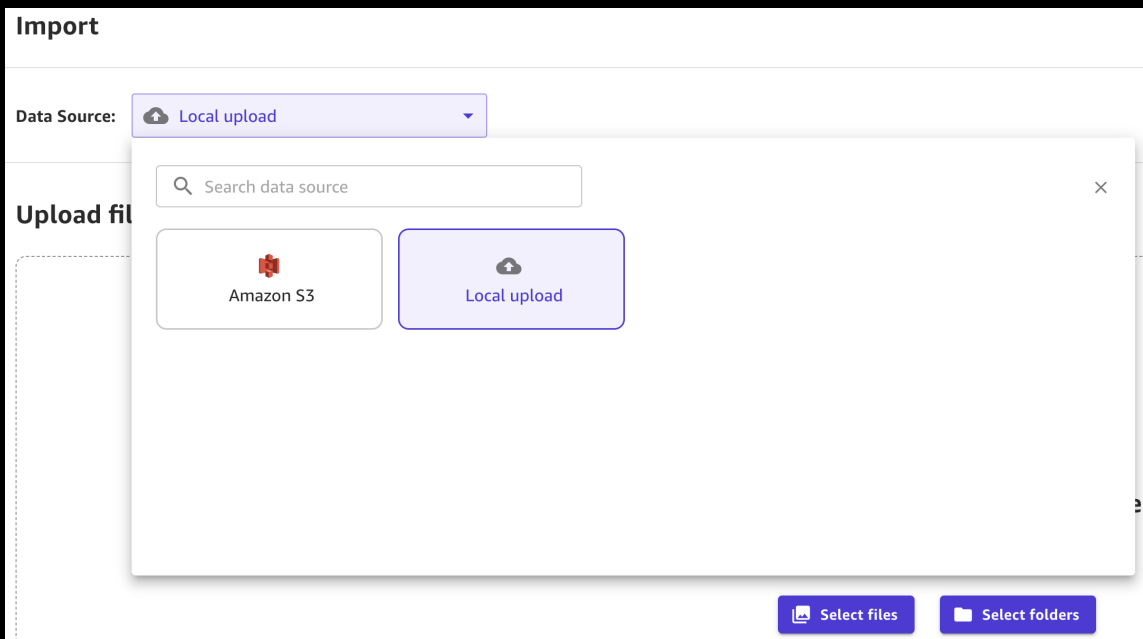 Import
Data Source:
Local upload
Search data source
Upload fil
Amazon S3
Local upload
Select files
Select folders